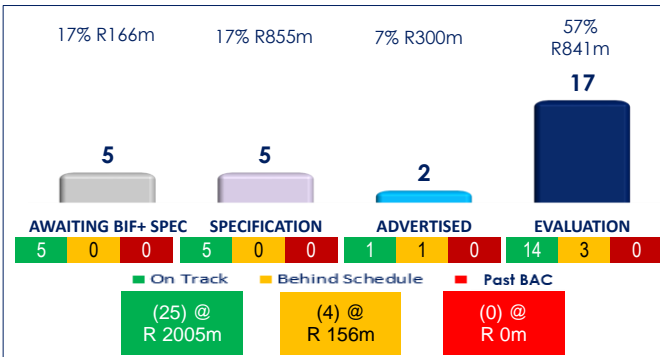 17% R166m 17% R855m 7% R300m 57%
R841m
17
5 5
2
AWAITING BIF+ SPEC SPECIFICATION ADVERTISED EVALUATION
5 0 0 5 0 0 1 1 0 14 3 0
On Track Behind Schedule Past BAC
(25) @ (4) @ (0) @
R 2005m R 156m R 0m